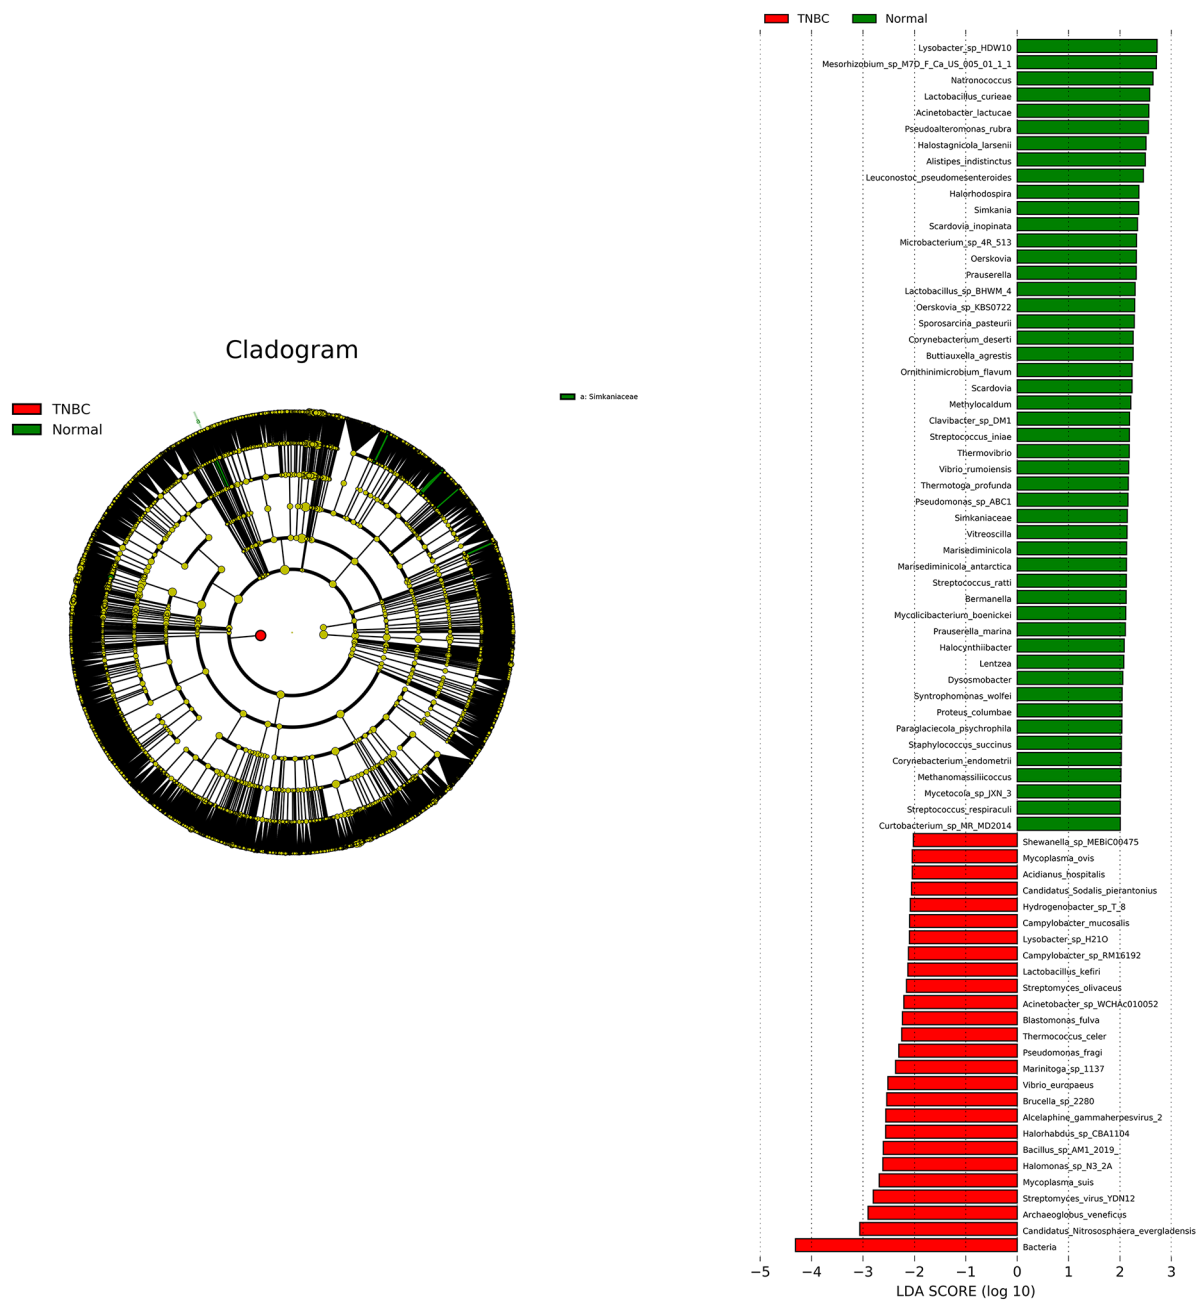 Cladogram
TNBC
Normal
a: Simkaniaceae
TNBC
Normal
Lysobacter_sp_HDW10
Mesorhizobium_sp_M7D_F_Ca_US_005_01_1_1
Natronococcus
Lactobacillus_curieae
Acinetobacter_lactucae
Pseudoalteromonas_rubra
Halostagnicola_larsenii
Alistipes_indistinctus
Leuconostoc_pseudomesenteroides
Halorhodospira
Simkania
Scardovia_inopinata
Microbacterium_sp_4R_513
Oerskovia
Prauserella
Lactobacillus_sp_BHWM_4
Oerskovia_sp_KBS0722
Sporosarcina_pasteurii
Corynebacterium_deserti
Buttiauxella_agrestis
Ornithinimicrobium_flavum
Scardovia
Methylocaldum
Clavibacter_sp_DM1
Streptococcus_iniae
Thermovibrio
Vibrio_rumoiensis
Thermotoga_profunda
Pseudomonas_sp_ABC1
Simkaniaceae
Vitreoscilla
Marisediminicola
Marisediminicola_antarctica
Streptococcus_ratti
Bermanella
Mycolicibacterium_boenickei
Prauserella_marina
Halocynthiibacter
Lentzea
Dysosmobacter
Syntrophomonas_wolfei
Proteus_columbae
Paraglaciecola_psychrophila
Staphylococcus_succinus
Corynebacterium_endometrii
Methanomassiliicoccus
Mycetocola_sp_JXN_3
Streptococcus_respiraculi
Curtobacterium_sp_MR_MD2014
Shewanella_sp_MEBiC00475
Mycoplasma_ovis
Acidianus_hospitalis
Candidatus_Sodalis_pierantonius
Hydrogenobacter_sp_T_8
Campylobacter_mucosalis
Lysobacter_sp_H21O
Campylobacter_sp_RM16192
Lactobacillus_kefiri
Streptomyces_olivaceus
Acinetobacter_sp_WCHAc010052
Blastomonas_fulva
Thermococcus_celer
Pseudomonas_fragi
Marinitoga_sp_1137
Vibrio_europaeus
Brucella_sp_2280
Alcelaphine_gammaherpesvirus_2
Halorhabdus_sp_CBA1104
Bacillus_sp_AM1_2019_
Halomonas_sp_N3_2A
Mycoplasma_suis
Streptomyces_virus_YDN12
Archaeoglobus_veneficus
Candidatus_Nitrososphaera_evergladensis
Bacteria
−5 −4 −3 −2 −1 0 1 2 3
LDA SCORE (log 10)